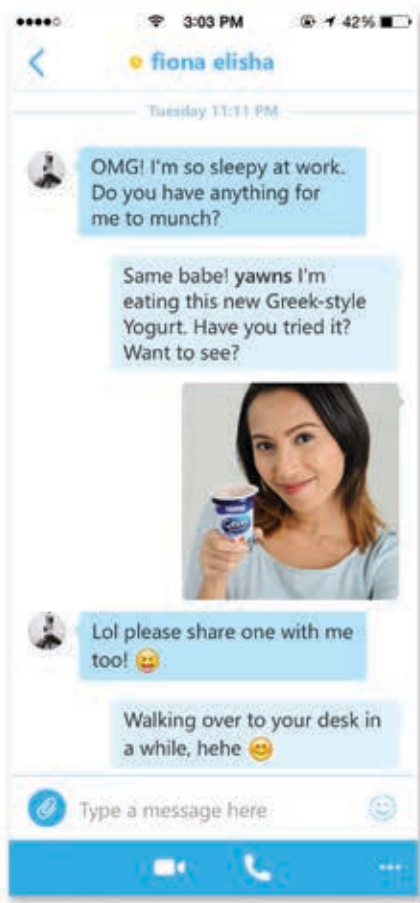 3:03 PM
42%
fiona elisha
Tuesday 11:11 PM
OMG! I'm so sleepy at work.
Do you have anything for
me to munch?
Same babe! yawns I'm
eating this new Greek-style
Yogurt. Have you tried it?
Want to see?
Lol please share one with me
too! 😝
Walking over to your desk in
a while, hehe 😊
Type a message here